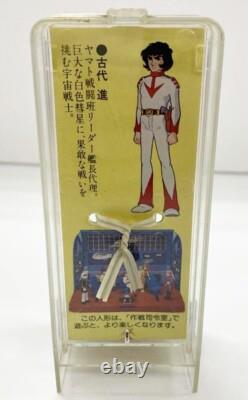 ●古代 進
ヤマト戦闘班リーダー艦長代理。
巨大な白色彗星に、果敢な戦いを
挑む宇宙戦士。
この人形は、「作戦司令室」で
遊ぶと、より楽しくなります。
hit-japan.com